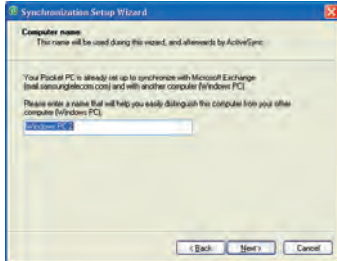 Synchronization Setup Wizard
Computer name
This name will be used during this wizard, and afterwards by ActiveSync
Your Pocket PC is already set up to synchronize with Microsoft Exchange
(mail.samsungtelecom.com) and with another computer (Windows PC).
Please enter a name that will help you easily distinguish this computer from your other
computer (Windows PC).
Windows PC 2
< Back
Next >
Cancel